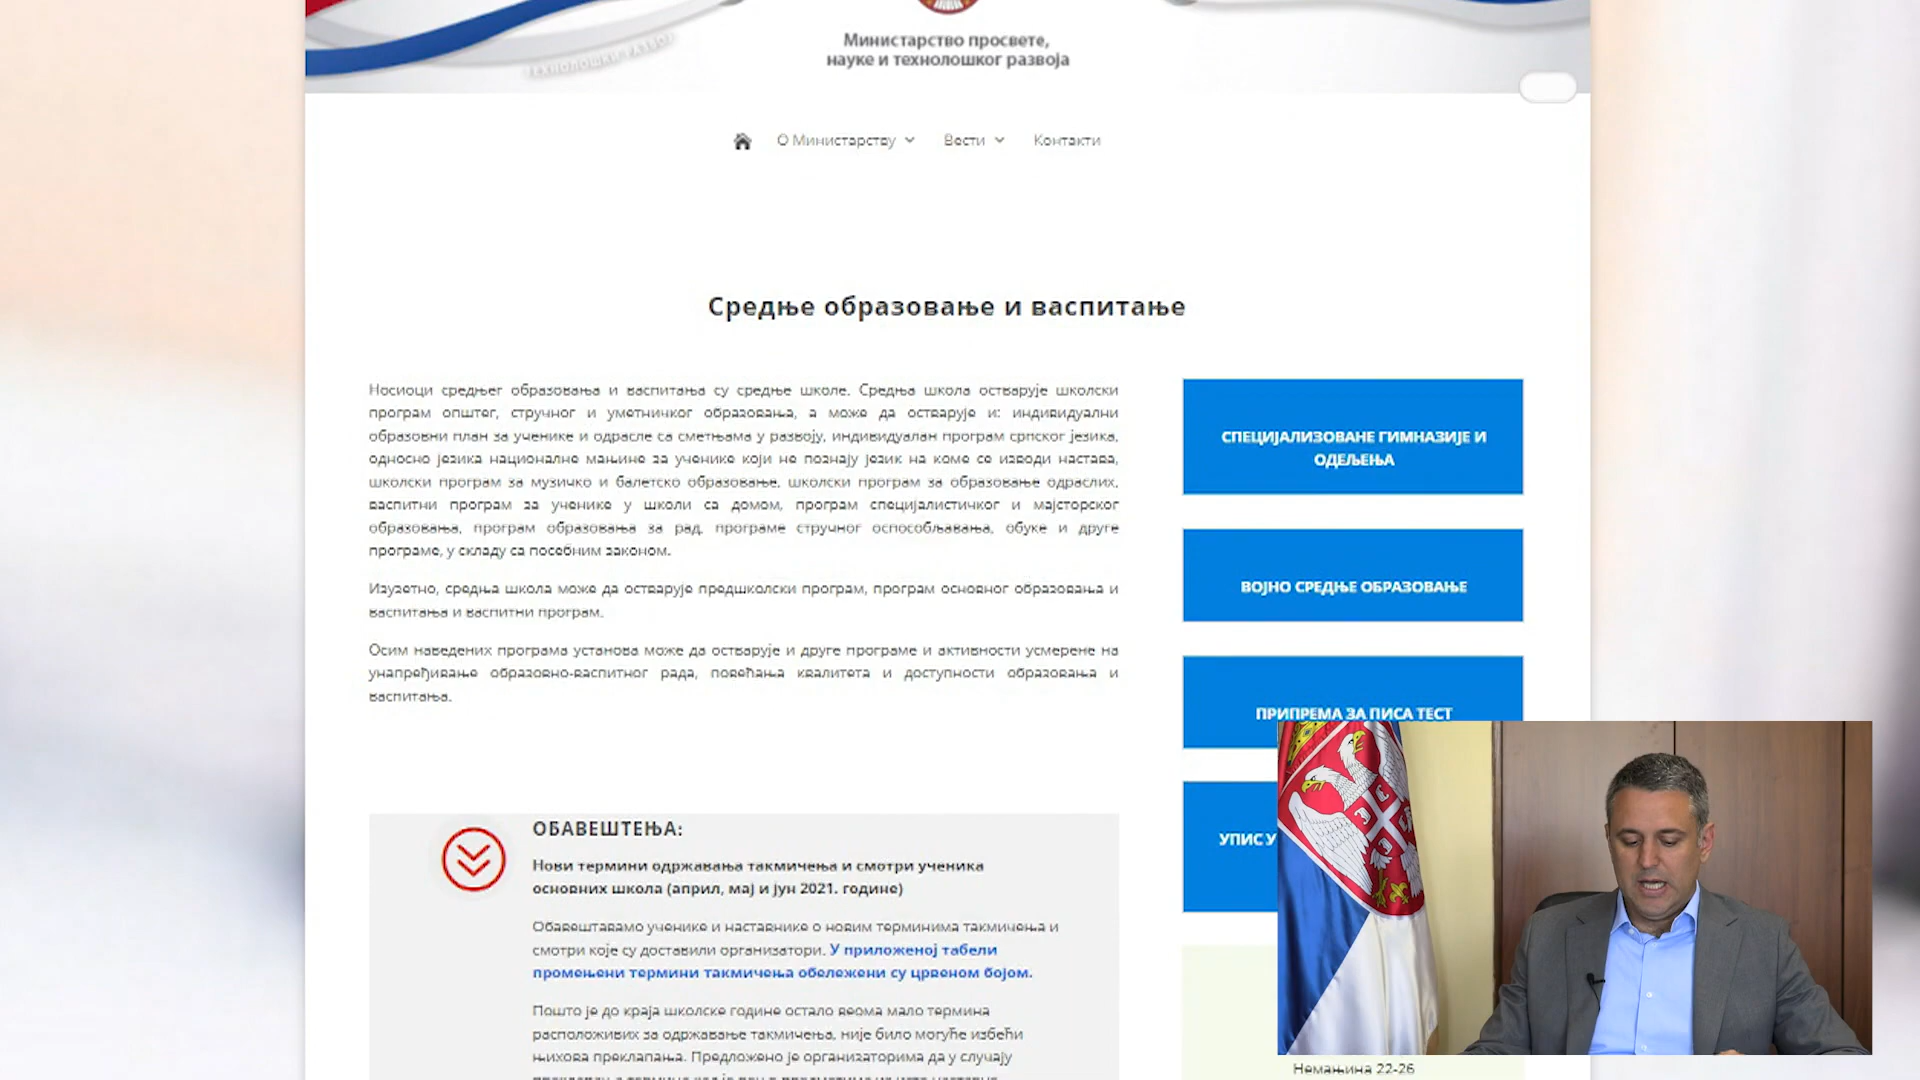 ТЕХНОЛОШКИ РАЗВОЈ
Министарство просвете,
науке и технолошког развоја
О Министарству
Вести
Контакти
Средње образовање и васпитање
Носиоци средњег образовања и васпитања су средње школе. Средња школа остварује школски
програм општег, стручног и уметничког образовања, а може да остварује и: индивидуални
образовни план за ученике и одрасле са сметњама у развоју, индивидуалан програм српског језика,
односно језика националне мањине за ученике који не познају језик на коме се изводи настава,
школски програм за музичко и балетско образовање, школски програм за образовање одраслих,
васпитни програм за ученике у школи са домом, програм специјалистичког и мајсторског
образовања, програм образовања за рад, програме стручног оспособљавања, обуке и друге
програме, у складу са посебним законом.
Изузетно, средња школа може да остварује предшколски програм, програм основног образовања и
васпитања и васпитни програм.
Осим наведених програма установа може да остварује и друге програме и активности усмерене на
унапређивање образовно-васпитног рада, повећања квалитета и доступности образовања и
васпитања.
СПЕЦИЈАЛИЗОВАНЕ ГИМНАЗИЈЕ И
ОДЕЉЕЊА
ВОЈНО СРЕДЊЕ ОБРАЗОВАЊЕ
ПРИПРЕМА ЗА ПИСА ТЕСТ
УПИС У
ОБАВЕШТЕЊА:
Нови термини одржавања такмичења и смотри ученика
основних школа (април, мај и јун 2021. године)
Обавештавамо ученике и наставнике о новим терминима такмичења и
смотри које су доставили организатори. У приложеној табели
промењени термини такмичења обележени су црвеном бојом.
Пошто је до краја школске године остало веома мало термина
расположивих за одржавање такмичења, није било могуће избећи
њихова преклапања. Предложено је организаторима да у случају
Немањина 22-26